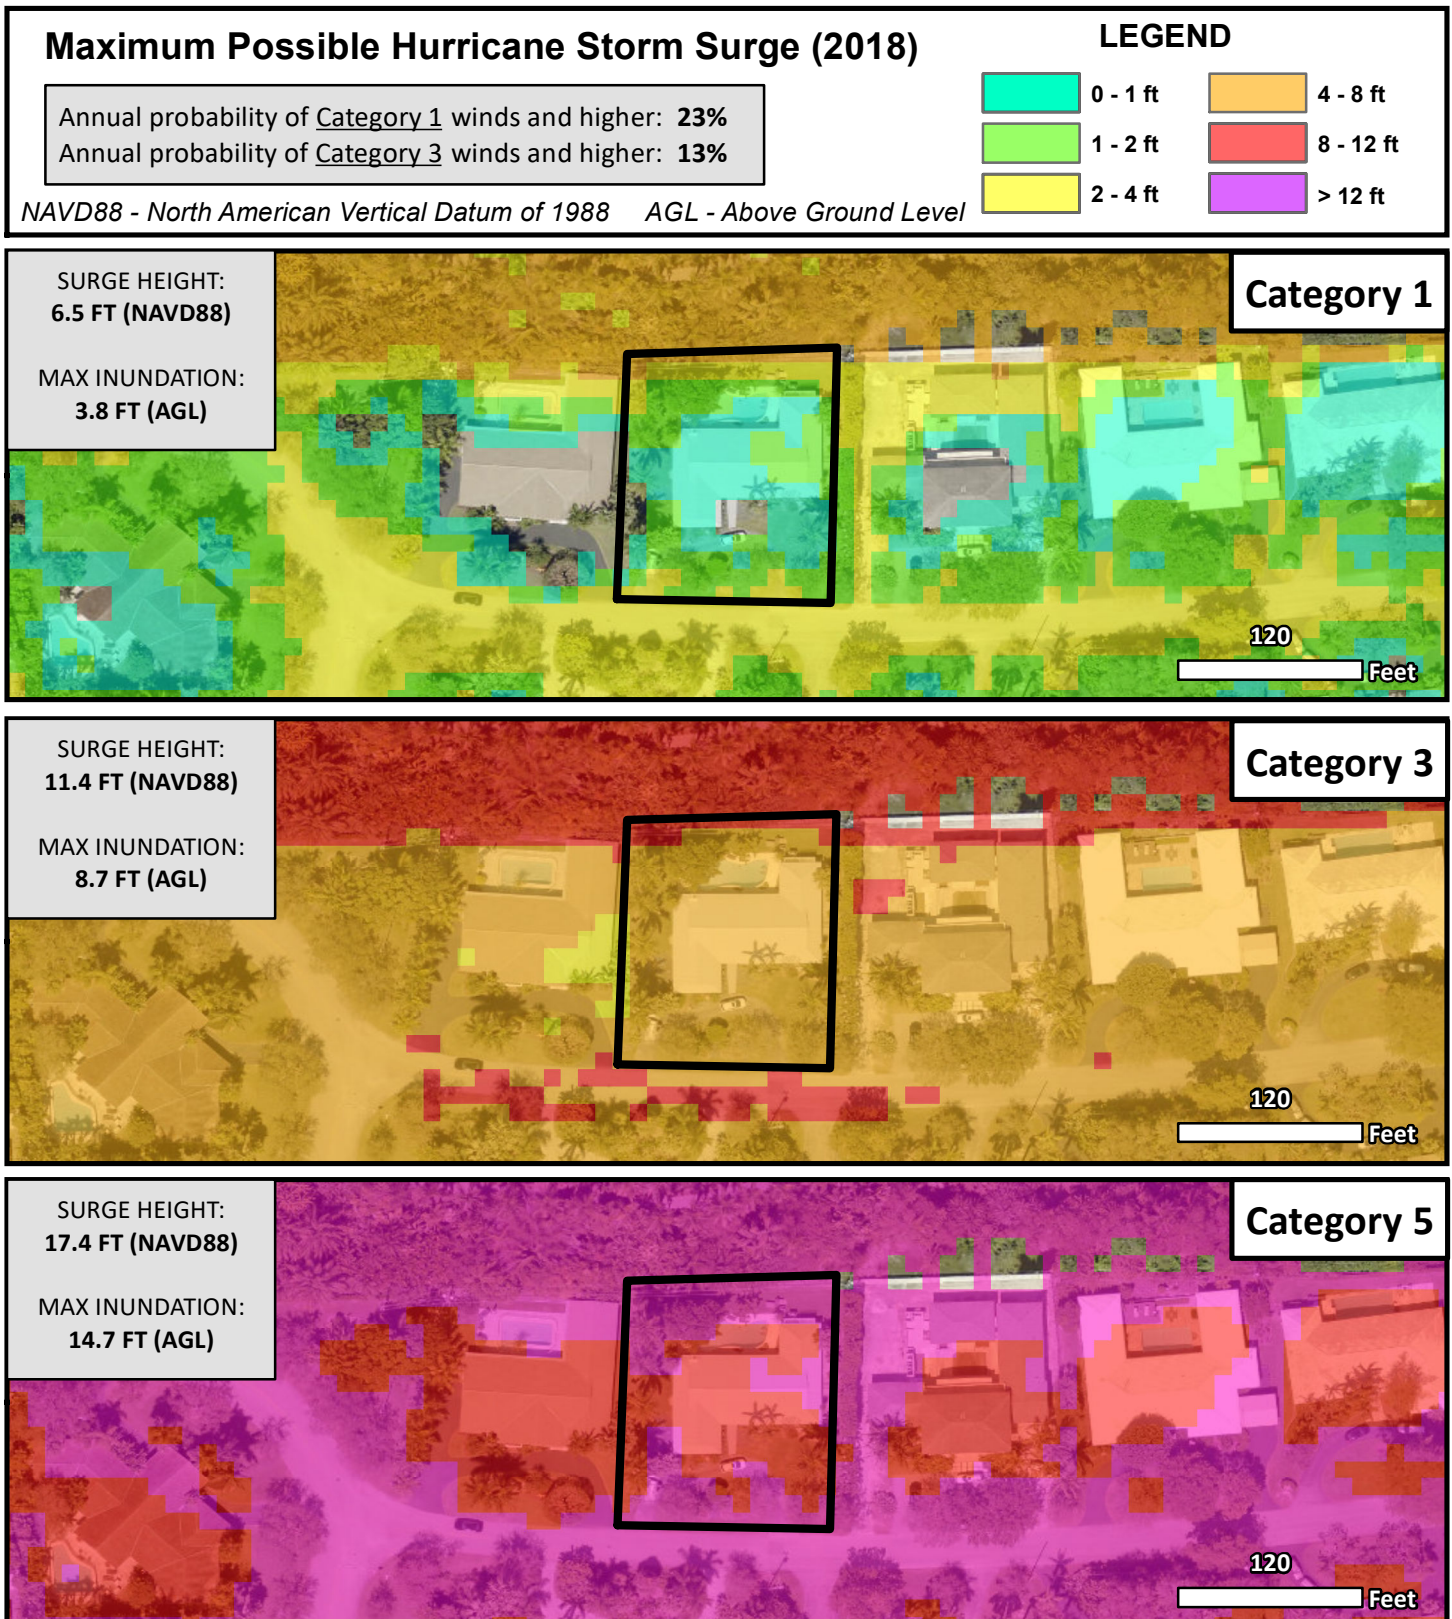 Maximum Possible Hurricane Storm Surge (2018)
Annual probability of Category 1 winds and higher: 23%
Annual probability of Category 3 winds and higher: 13%
NAVD88 - North American Vertical Datum of 1988 AGL - Above Ground Level
LEGEND
0 - 1 ft
4 - 8 ft
1 - 2 ft
8 - 12 ft
2 - 4 ft
> 12 ft
SURGE HEIGHT:
6.5 FT (NAVD88)
MAX INUNDATION:
3.8 FT (AGL)
Category 1
120
Feet
SURGE HEIGHT:
11.4 FT (NAVD88)
MAX INUNDATION:
8.7 FT (AGL)
Category 3
120
Feet
SURGE HEIGHT:
17.4 FT (NAVD88)
MAX INUNDATION:
14.7 FT (AGL)
Category 5
120
Feet